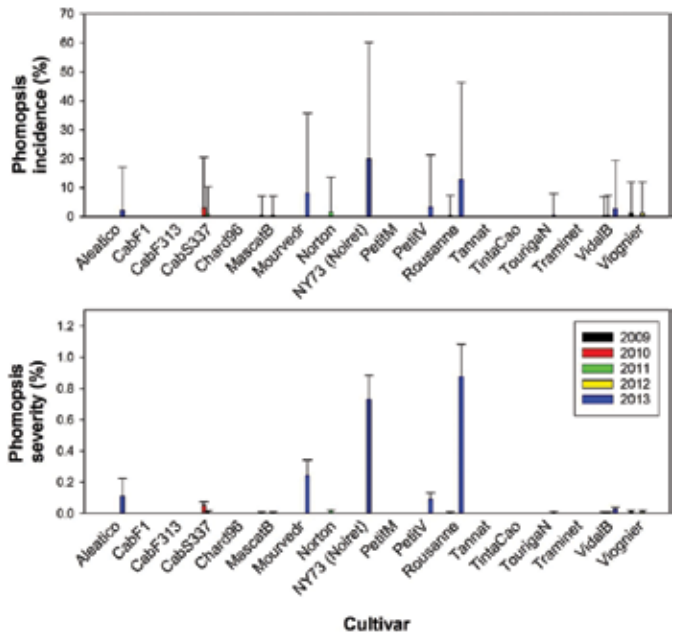 Phomopsis
incidence (%)
70
60
50
40
30
20
10
0
Aleatico
CabF1
CabF313
CabS337
Chard96
MascatB
Mourvedr
Norton
NY73 (Noiret)
PetitM
PetitV
Rousanne
Tannat
TintaCao
TourigaN
Traminet
VidalB
Viognier
Phomopsis
severity (%)
1.2
1.0
0.8
0.6
0.4
0.2
0.0
2009
2010
2011
2012
2013
Aleatico
CabF1
CabF313
CabS337
Chard96
MascatB
Mourvedr
Norton
NY73 (Noiret)
PetitM
PetitV
Rousanne
Tannat
TintaCao
TourigaN
Traminet
VidalB
Viognier
Cultivar